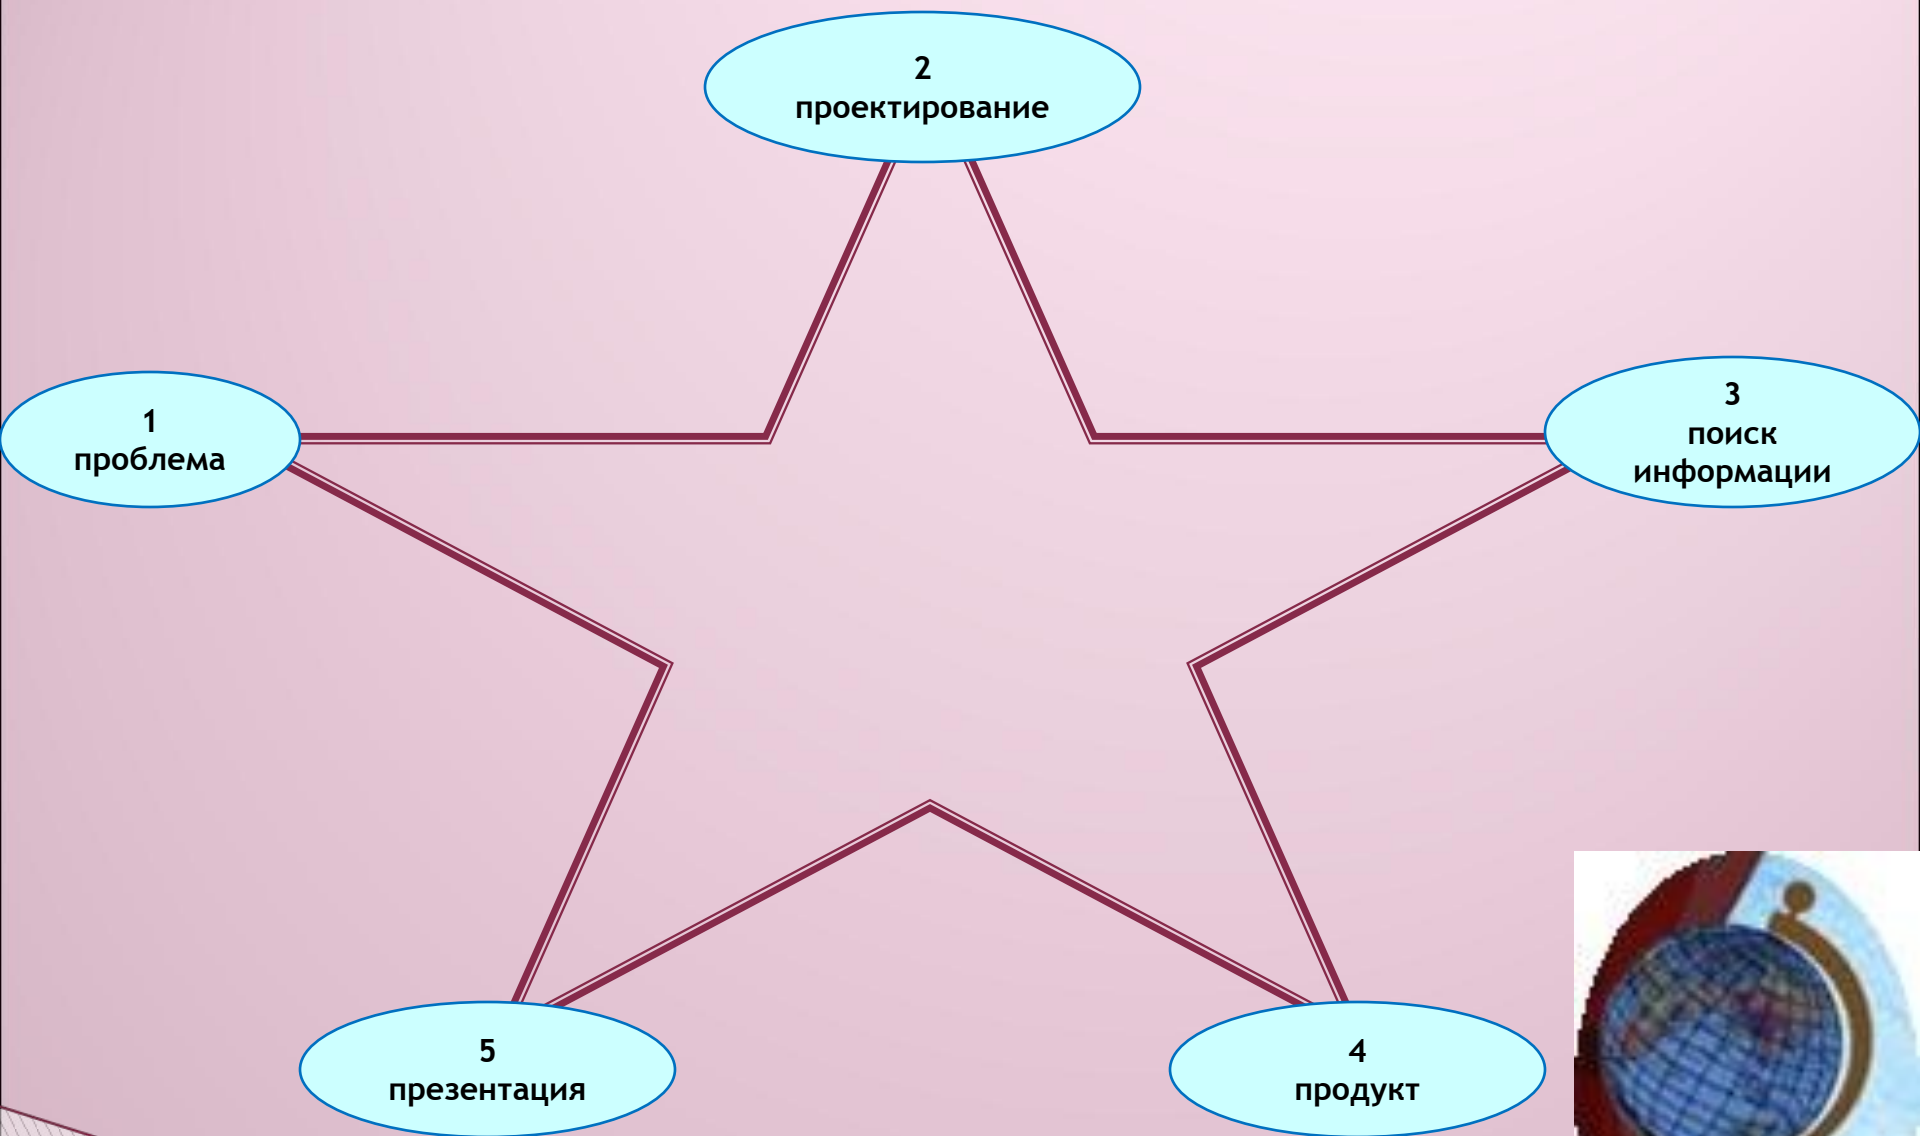 2
проектирование
1
проблема
3
поиск
информации
5
презентация
4
продукт